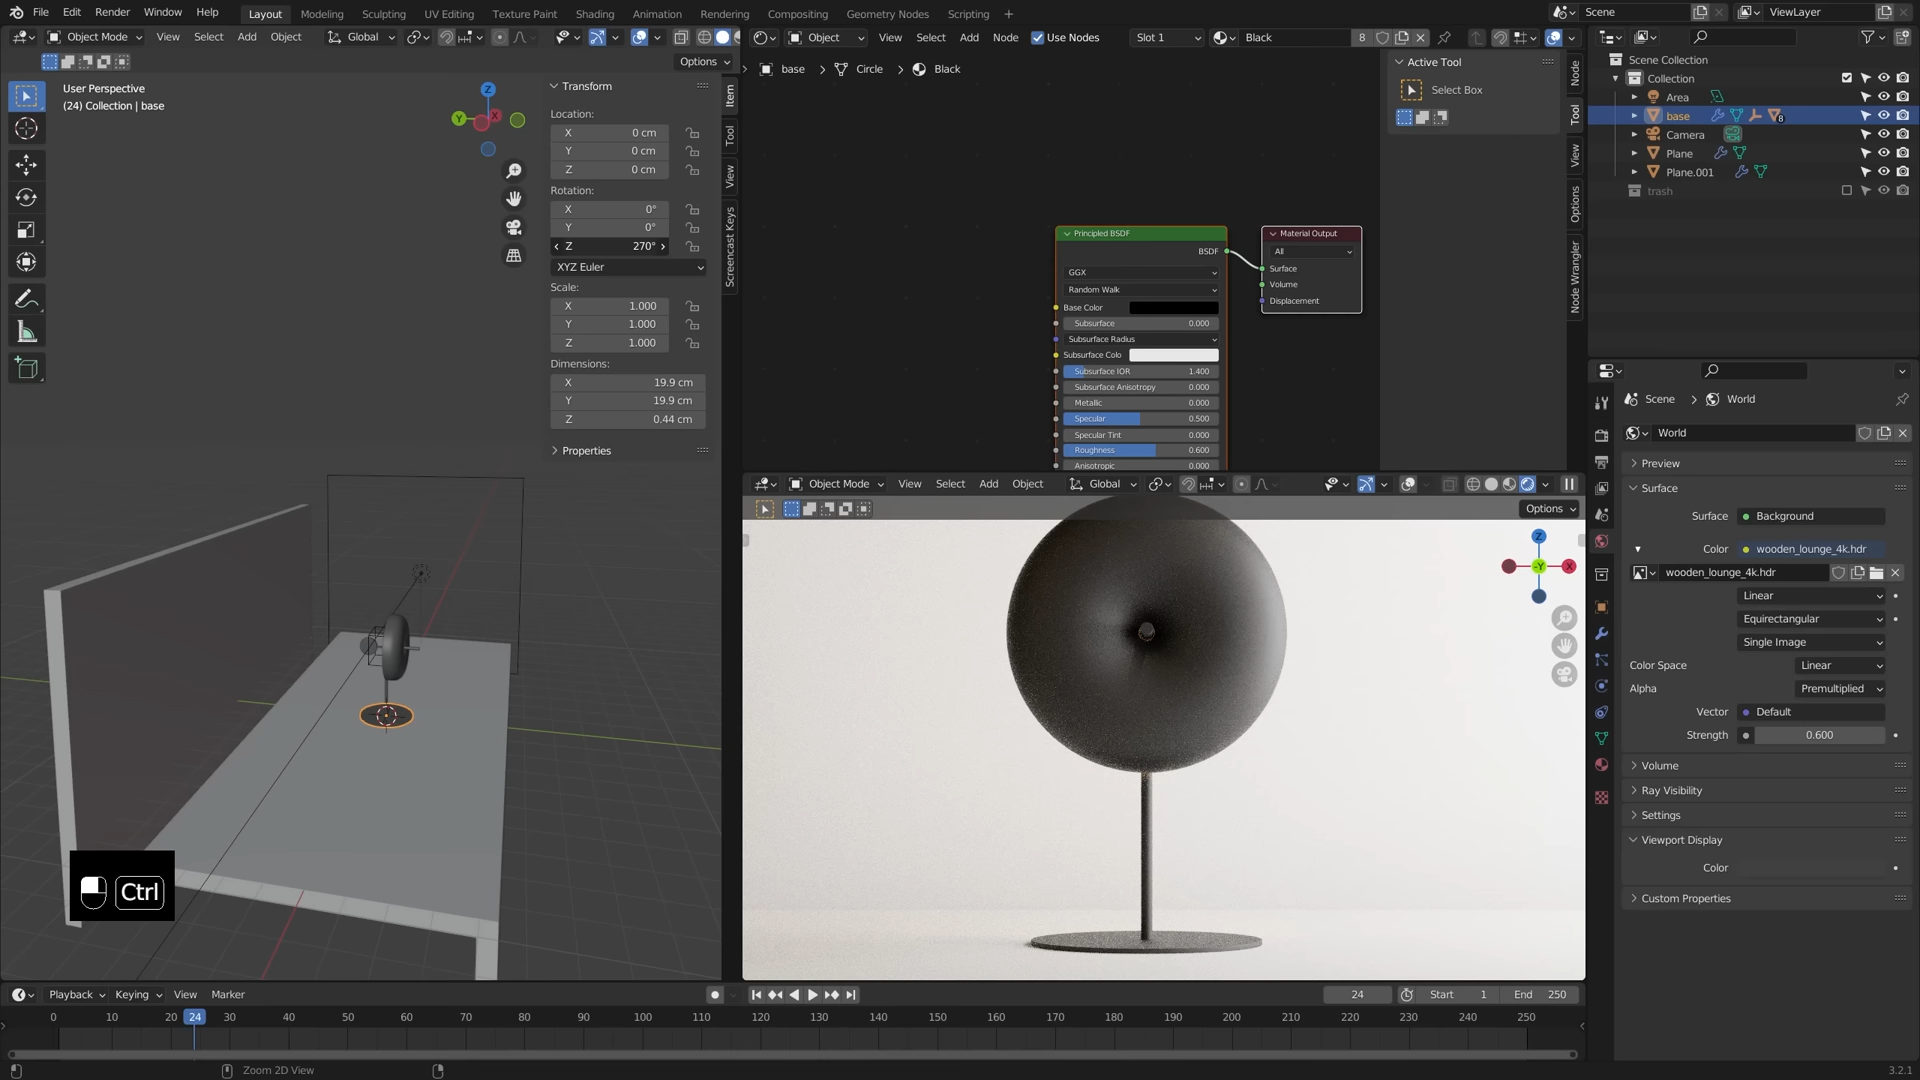 File Edit Render Window Help Layout Modeling Sculpting UV Editing Texture Paint Shading Animation Rendering Compositing Geometry Nodes Scripting + Scene ViewLayer
Object Mode View Select Add Object Global
Object View Select Add Node Use Nodes Slot 1 Black 8
Options
base > Circle > Black
User Perspective
(24) Collection | base
Z
Y
X
Transform
Location:
X 0 cm
Y 0 cm
Z 0 cm
Rotation:
X 0°
Y 0°
Z 270°
XYZ Euler
Scale:
X 1.000
Y 1.000
Z 1.000
Dimensions:
X 19.9 cm
Y 19.9 cm
Z 0.44 cm
Properties
Item
Tool
View
Screencast Keys
Ctrl
Principled BSDF
BSDF
GGX
Random Walk
Base Color
Subsurface 0.000
Subsurface Radius
Subsurface Colo
Subsurface IOR 1.400
Subsurface Anisotropy 0.000
Metallic 0.000
Specular 0.500
Specular Tint 0.000
Roughness 0.600
Anisotropic 0.000
Material Output
All
Surface
Volume
Displacement
Active Tool
Select Box
Node
Tool
View
Options
Node Wrangler
Object Mode View Select Add Object Global
Options
Z
-Y
X
Scene Collection
Collection
Area
base 8
Camera
Plane
Plane.001
trash
Scene > World
World
Preview
Surface
Surface Background
Color wooden_lounge_4k.hdr
wooden_lounge_4k.hdr
Linear
Equirectangular
Single Image
Color Space Linear
Alpha Premultiplied
Vector Default
Strength 0.600
Volume
Ray Visibility
Settings
Viewport Display
Color
Custom Properties
Playback Keying View Marker 24 Start 1 End 250
0 10 20 24 30 40 50 60 70 80 90 100 110 120 130 140 150 160 170 180 190 200 210 220 230 240 250
Zoom 2D View 3.2.1